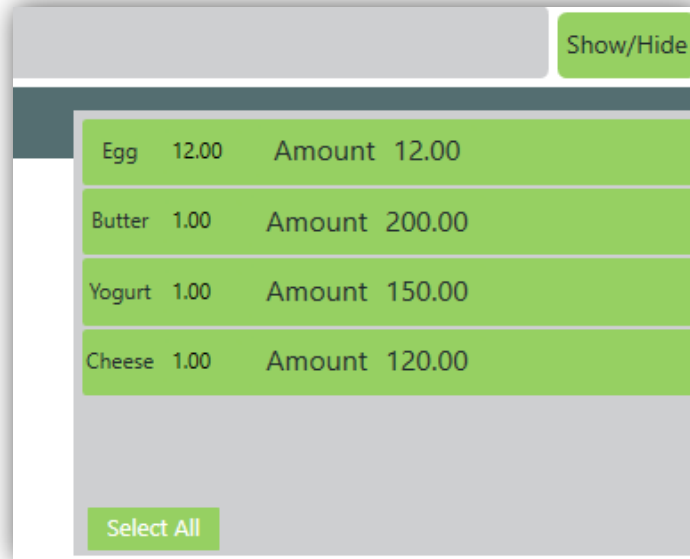 Show/Hide
Egg 12.00 Amount 12.00
Butter 1.00 Amount 200.00
Yogurt 1.00 Amount 150.00
Cheese 1.00 Amount 120.00
Select All